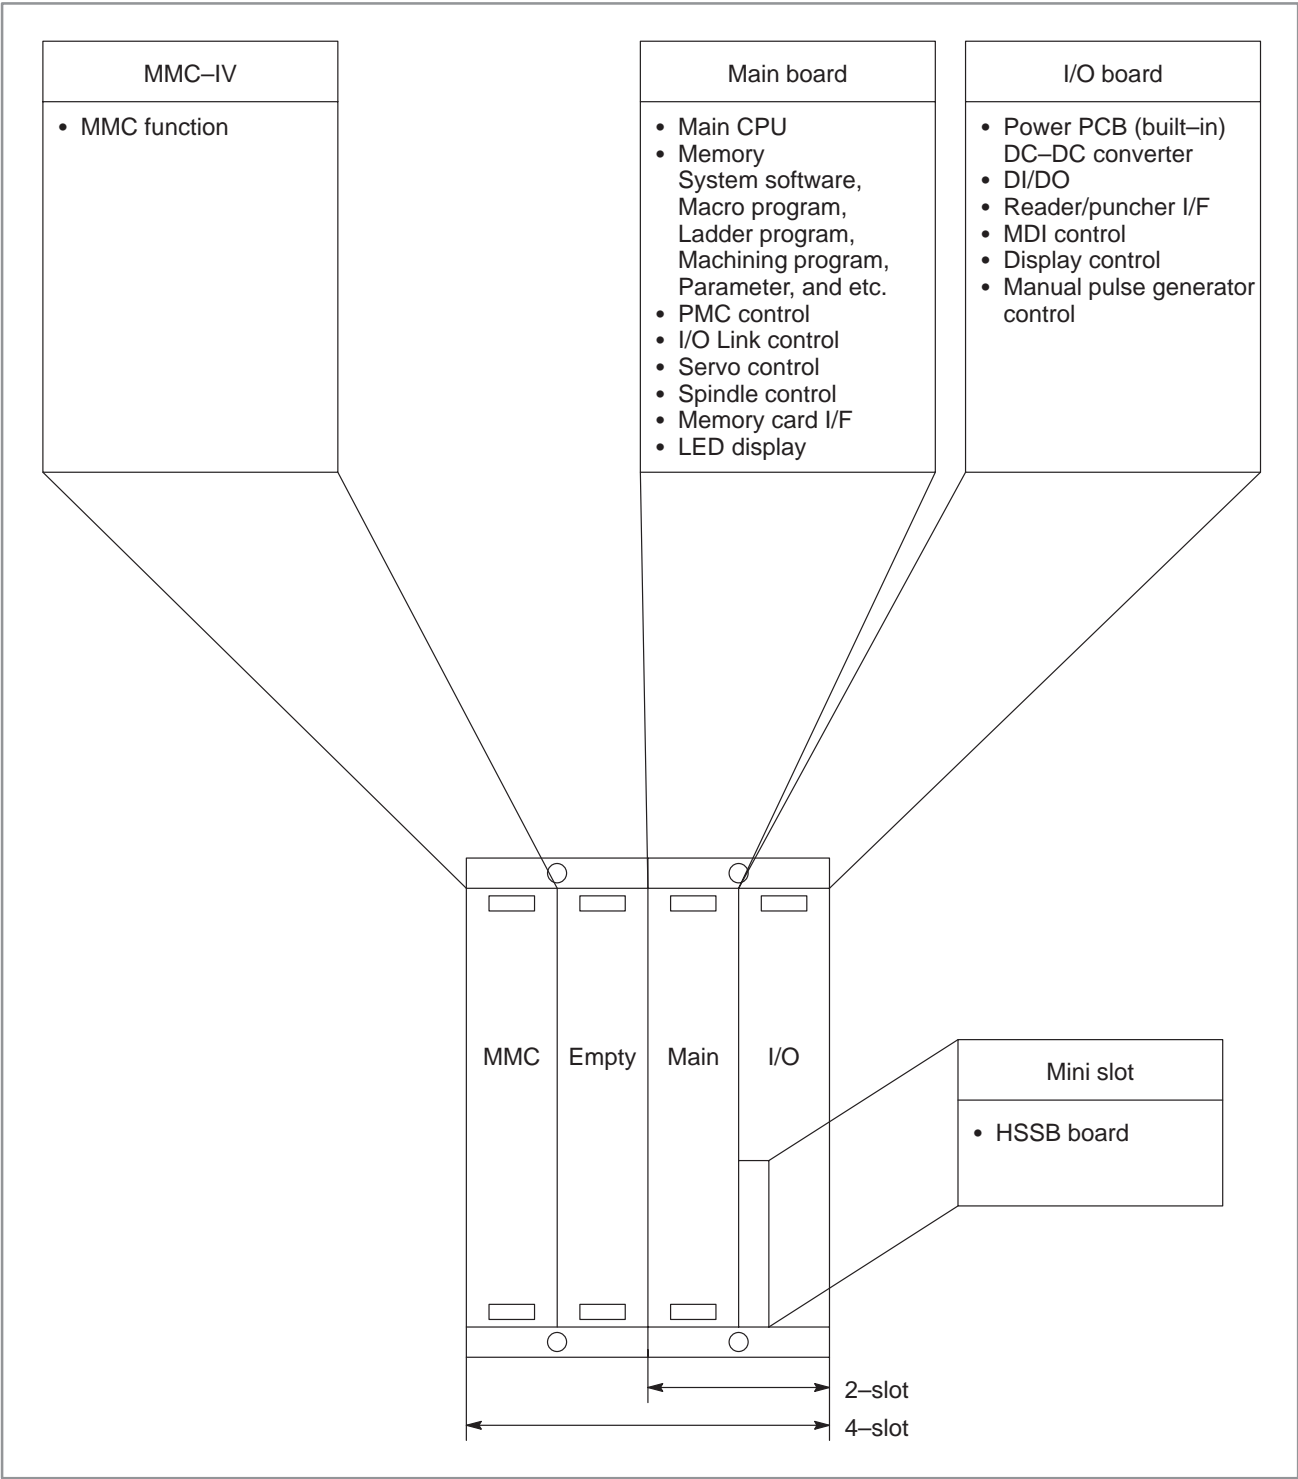 MMC–IV
• MMC function
Main board
• Main CPU
• Memory
System software,
Macro program,
Ladder program,
Machining program,
Parameter, and etc.
• PMC control
• I/O Link control
• Servo control
• Spindle control
• Memory card I/F
• LED display
I/O board
• Power PCB (built–in)
DC–DC converter
• DI/DO
• Reader/puncher I/F
• MDI control
• Display control
• Manual pulse generator
control
MMC
Empty
Main
I/O
Mini slot
• HSSB board
2–slot
4–slot